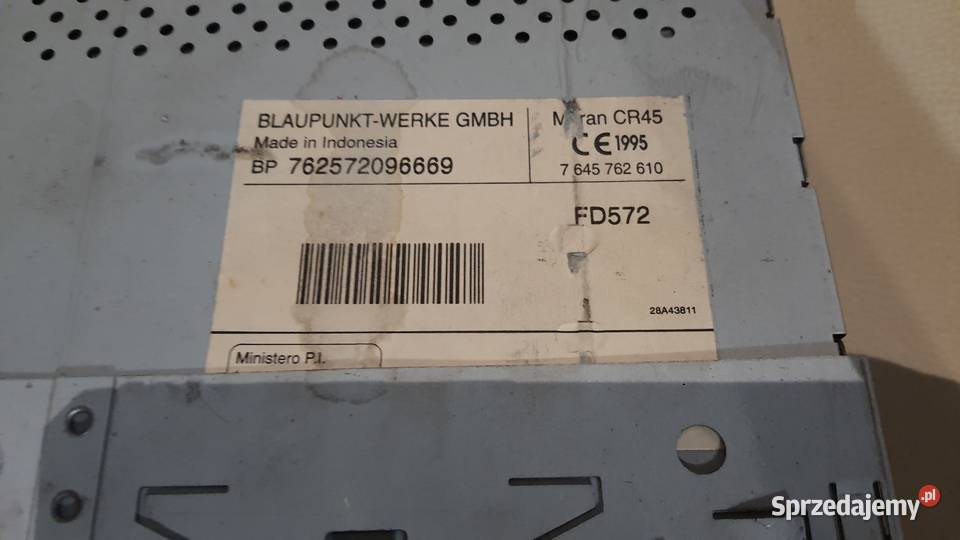 BLAUPUNKT-WERKE GMBH
Made in Indonesia
BP 762572096669
CR45
CE 1995
7 645 762 610
FD572
28A43811
Ministero P.I.
Sprzedajemy.pl